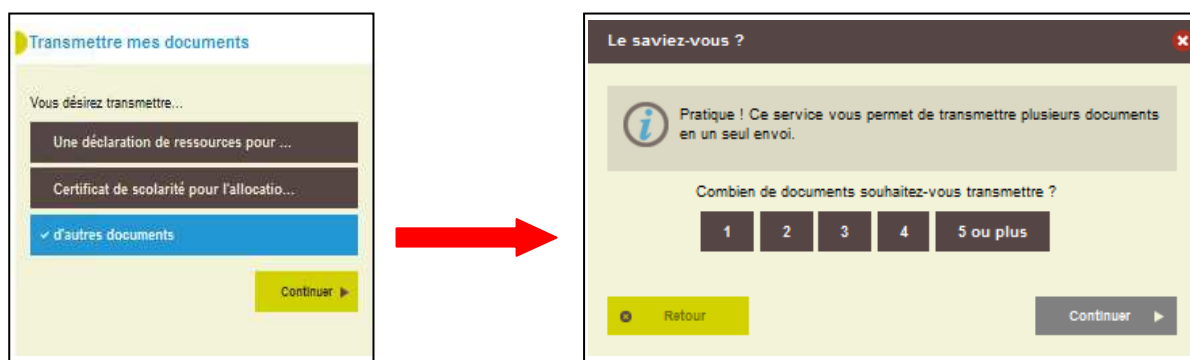 Transmettre mes documents
Vous désirez transmettre...
Une déclaration de ressources pour ...
Certificat de scolarité pour l'allocatio...
d'autres documents
Continuer
Le saviez-vous ?
Pratique ! Ce service vous permet de transmettre plusieurs documents
en un seul envoi.
Combien de documents souhaitez-vous transmettre ?
1 2 3 4 5 ou plus
Retour Continuer